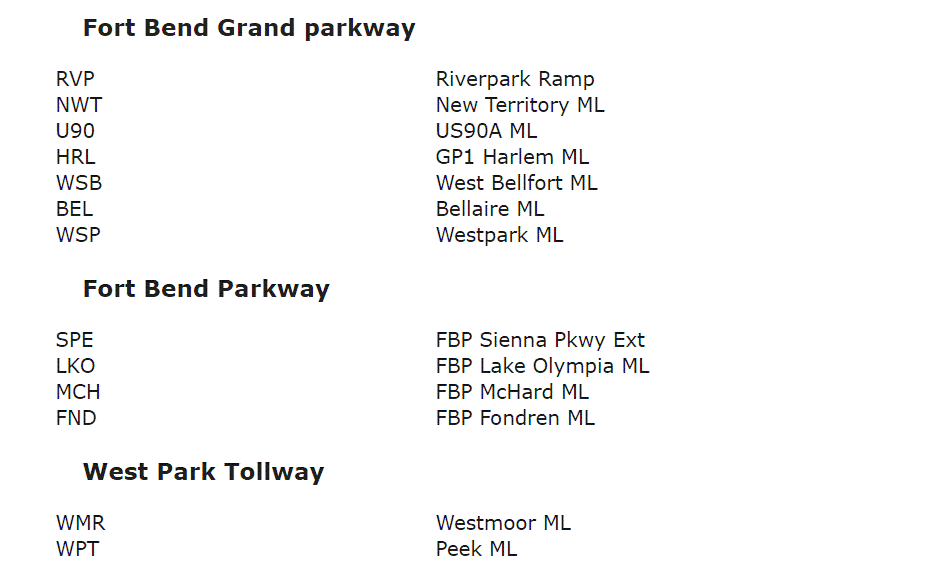 Fort Bend Grand parkway
RVP Riverpark Ramp
NWT New Territory ML
U90 US90A ML
HRL GP1 Harlem ML
WSB West Bellfort ML
BEL Bellaire ML
WSP Westpark ML
Fort Bend Parkway
SPE FBP Sienna Pkwy Ext
LKO FBP Lake Olympia ML
MCH FBP McHard ML
FND FBP Fondren ML
West Park Tollway
WMR Westmoor ML
WPT Peek ML